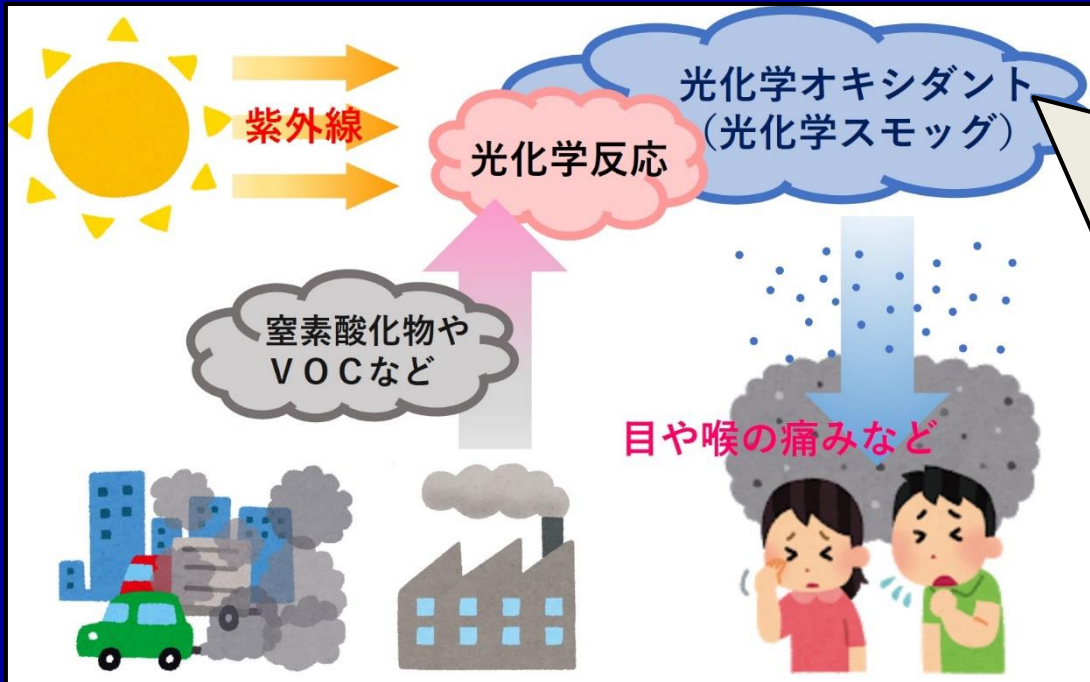 紫外線
光化学反応
光化学オキシダント
（光化学スモッグ）
窒素酸化物や
ＶＯＣなど
目や喉の痛みなど